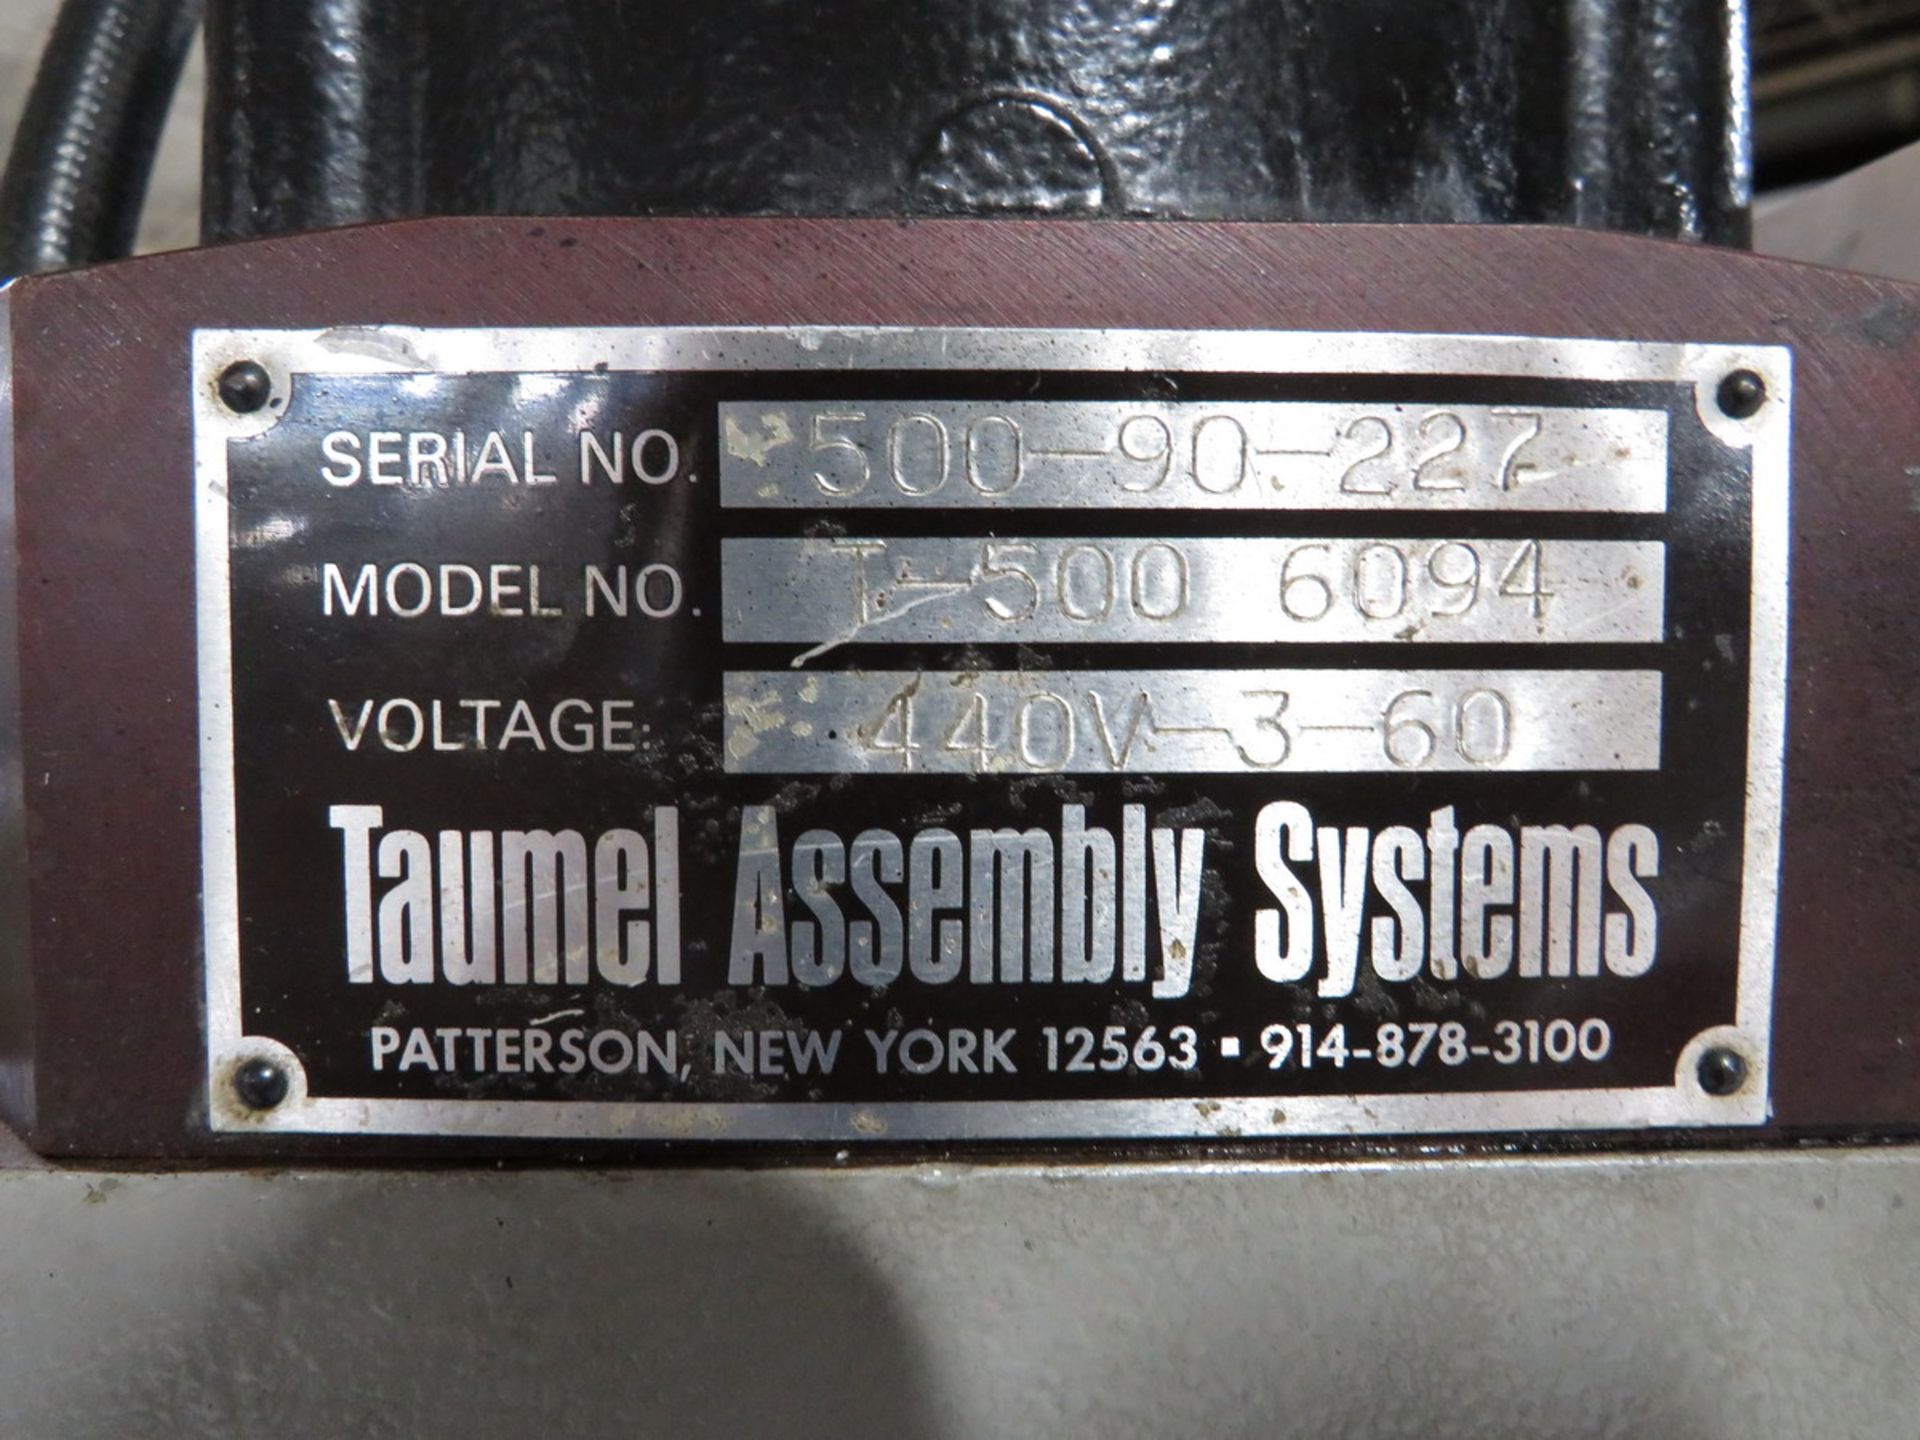 SERIAL NO. 500-90-227
MODEL NO. T-500 6094
VOLTAGE: 440V-3-60
Taumel Assembly Systems
PATTERSON, NEW YORK 12563 ▪ 914-878-3100